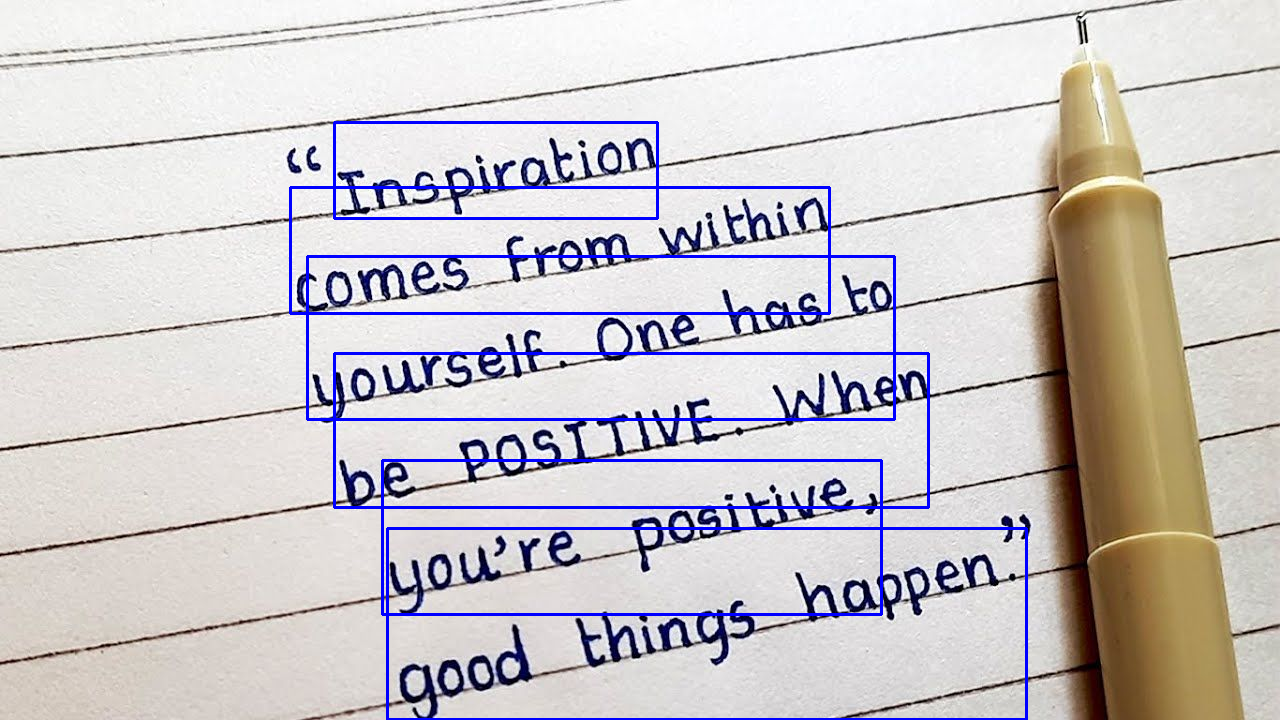 “Inspiration
comes from within
yourself. One has to
be POSITIVE. When
you're positive,
good things happen.”